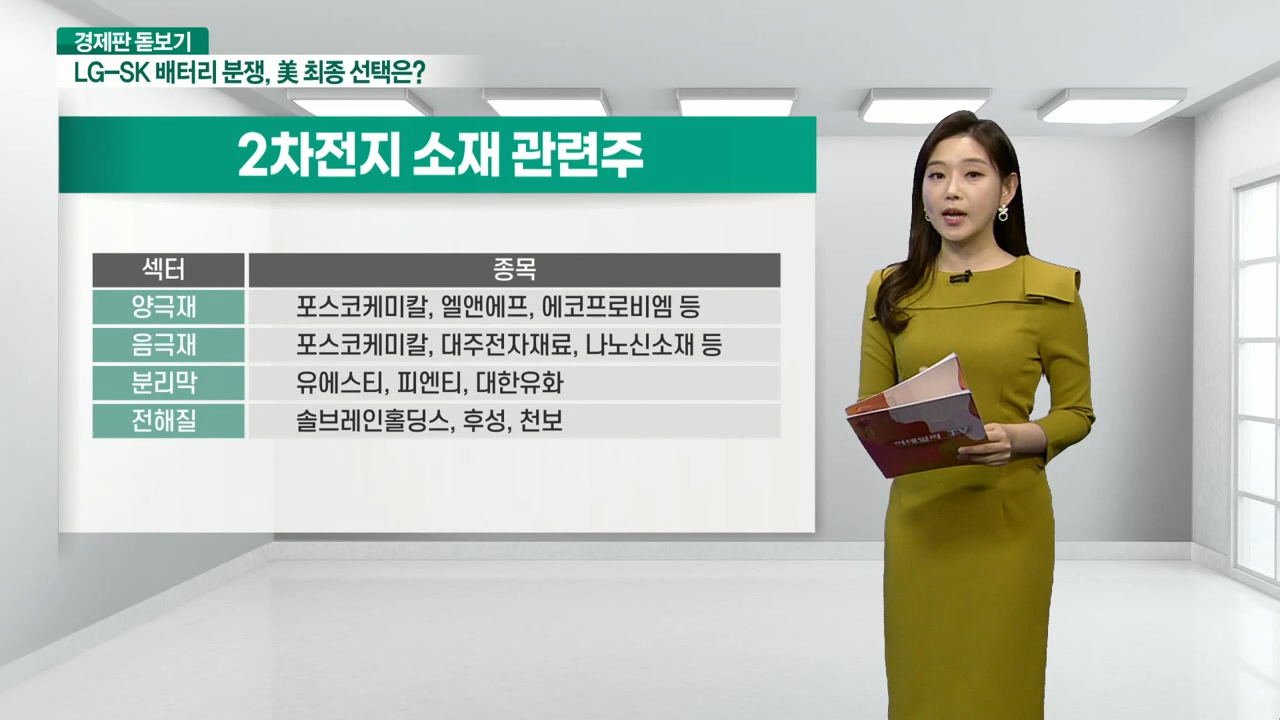 경제판 돋보기
LG-SK 배터리 분쟁, 美 최종 선택은?
2차전지 소재 관련주
섹터 종목
양극재 포스코케미칼, 엘앤에프, 에코프로비엠 등
음극재 포스코케미칼, 대주전자재료, 나노신소재 등
분리막 유에스티, 피엔티, 대한유화
전해질 솔브레인홀딩스, 후성, 천보